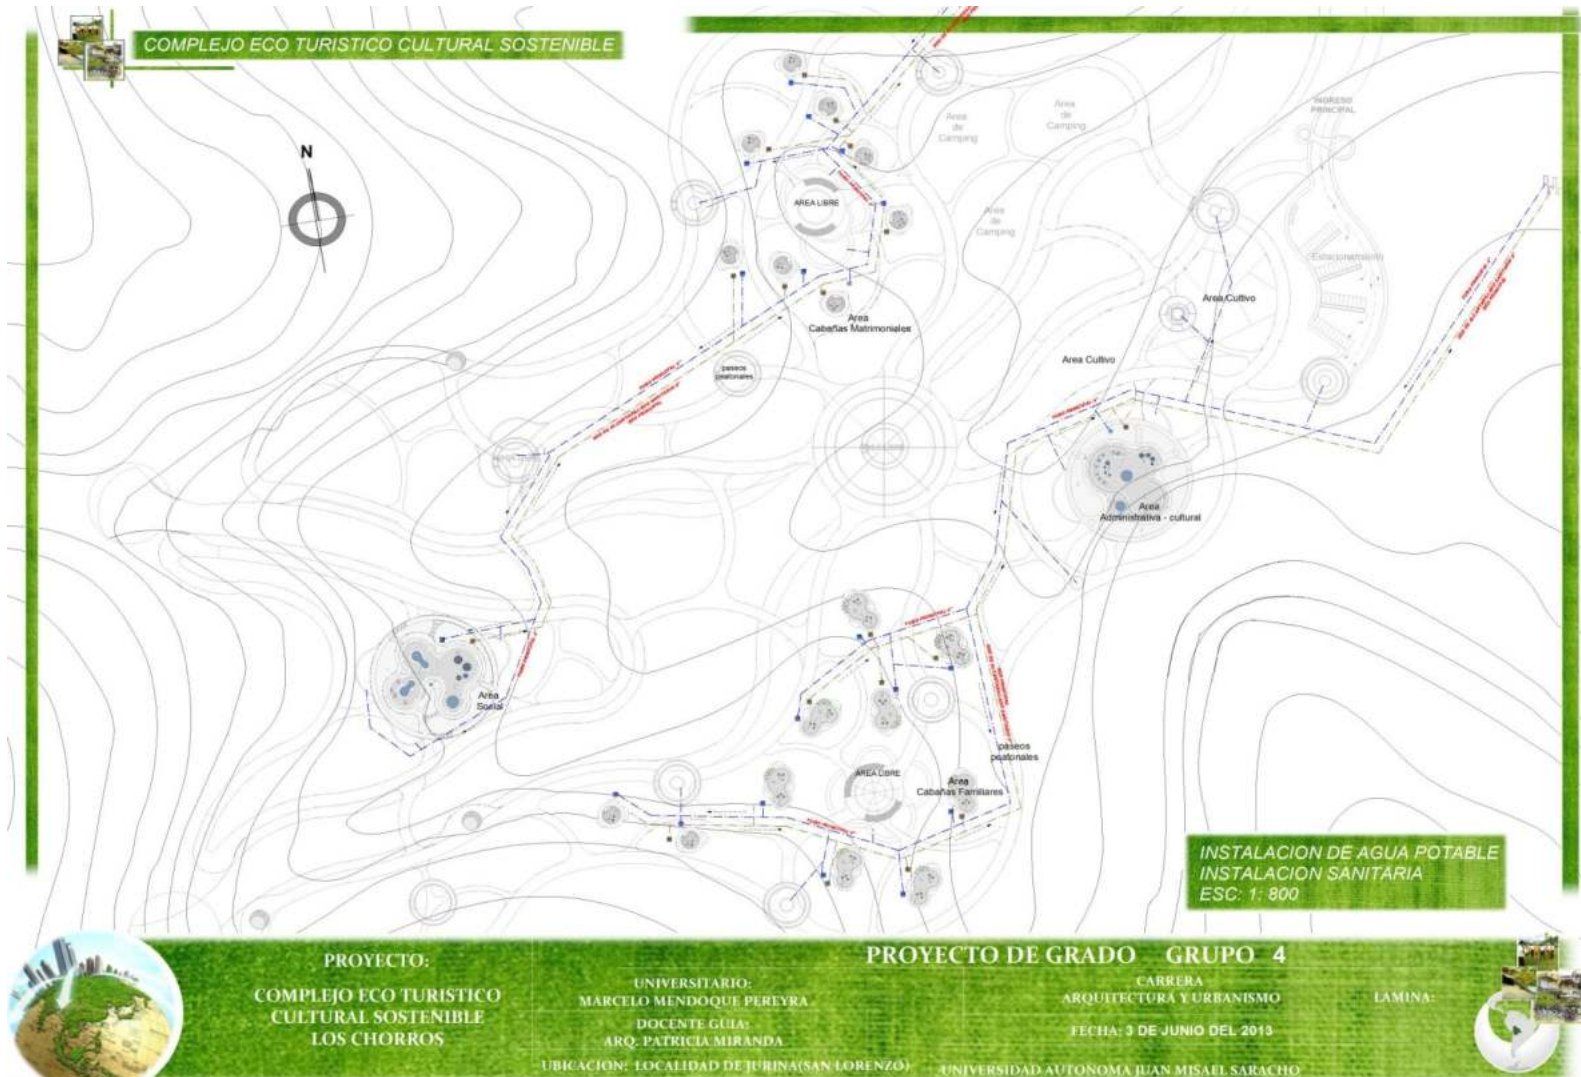 COMPLEJO ECO TURISTICO CULTURAL SOSTENIBLE
N
Area
de
Camping
Area
de
Camping
INGRESO
PRINCIPAL
AREA LIBRE
Area
de
Camping
Estacionamiento
Area Cultivo
Area
Cabañas Matrimoniales
Area Cultivo
paseos
peatonales
TUBO PRINCIPAL
Area
Administrativa - cultural
Area
Social
paseos
peatonales
AREA LIBRE
Area
Cabañas Familiares
INSTALACION DE AGUA POTABLE
INSTALACION SANITARIA
ESC: 1: 800
PROYECTO:
COMPLEJO ECO TURISTICO
CULTURAL SOSTENIBLE
LOS CHORROS
PROYECTO DE GRADO GRUPO 4
UNIVERSITARIO:
MARCELO MENDOQUE PEREYRA
DOCENTE GUIA:
ARQ. PATRICIA MIRANDA
UBICACION: LOCALIDAD DE JURINA(SAN LORENZO)
CARRERA
ARQUITECTURA Y URBANISMO
FECHA: 3 DE JUNIO DEL 2013
UNIVERSIDAD AUTONOMA JUAN MISAEL SARACHO
LAMINA: